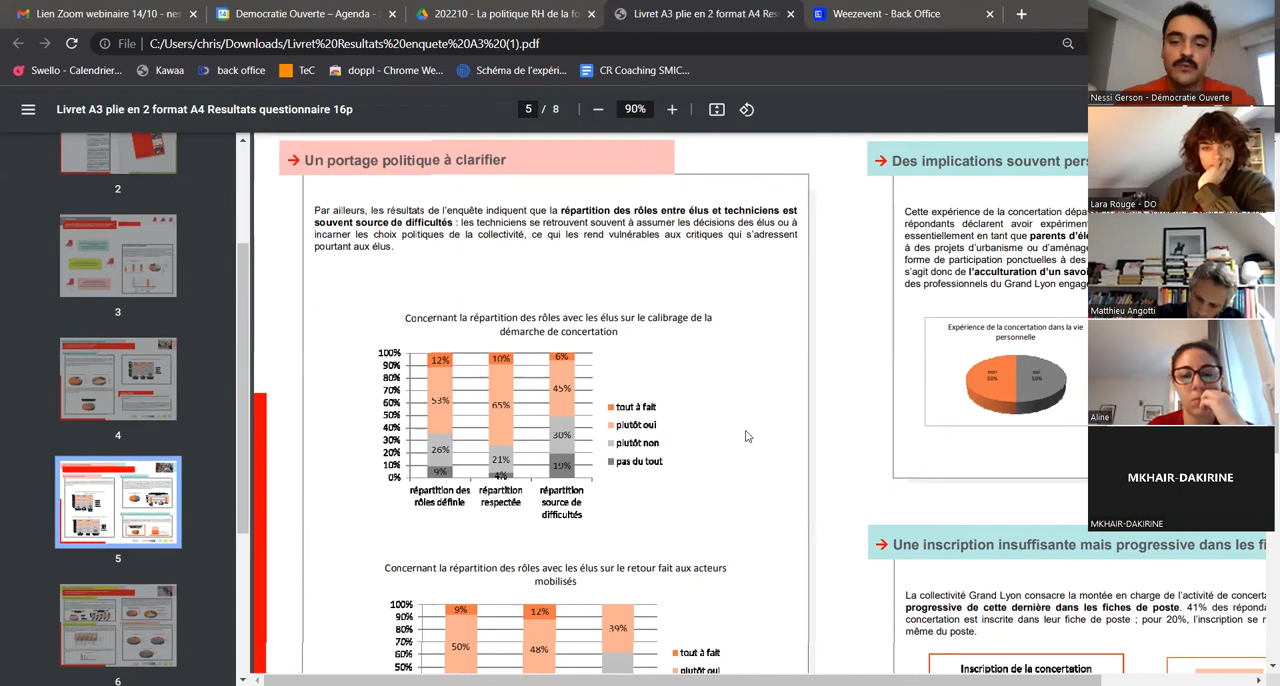 Lien Zoom webinaire 14/10 - nes
Democratie Ouverte – Agenda -
202210 - La politique RH de la fo
Livret A3 plie en 2 format A4 Res
Weezevent - Back Office
File
C:/Users/chris/Downloads/Livret%20Resultats%20enquete%20A3%20(1).pdf
Swello - Calendrier...
Kawaa
back office
TeC
doppl - Chrome We...
Schéma de l'expéri...
CR Coaching SMIC...
Livret A3 plie en 2 format A4 Resultats questionnaire 16p
5 / 8
90%
2
3
4
5
6
Un portage politique à clarifier
Par ailleurs, les résultats de l'enquête indiquent que la répartition des rôles entre élus et techniciens est
souvent source de difficultés : les techniciens se retrouvent souvent à assumer les décisions des élus ou à
incarner les choix politiques de la collectivité, ce qui les rend vulnérables aux critiques qui s'adressent
pourtant aux élus.
Concernant la répartition des rôles avec les élus sur le calibrage de la
démarche de concertation
100%
90%
80%
70%
60%
50%
40%
30%
20%
10%
0%
12%
53%
26%
9%
10%
65%
21%
4%
6%
45%
30%
19%
répartition des
rôles définie
répartition
respectée
répartition
source de
difficultés
tout à fait
plutôt oui
plutôt non
pas du tout
Concernant la répartition des rôles avec les élus sur le retour fait aux acteurs
mobilisés
100%
90%
80%
70%
60%
50%
9%
50%
12%
48%
39%
tout à fait
plutôt oui
Des implications souvent pers
Cette expérience de la concertation dépa
répondants déclarent avoir expérimen
essentiellement en tant que parents d'éle
à des projets d'urbanisme ou d'aménage
forme de participation ponctuelles à des
s'agit donc de l'acculturation d'un savoi
des professionnels du Grand Lyon engagé
Expérience de la concertation dans la vie
personnelle
non
50%
oui
50%
Une inscription insuffisante mais progressive dans les fi
La collectivité Grand Lyon consacre la montée en charge de l'activité de concerta
progressive de cette dernière dans les fiches de poste. 41% des réponda
concertation est inscrite dans leur fiche de poste ; pour 20%, l'inscription se r
même du poste.
Inscription de la concertation
Nessi Gerson - Démocratie Ouverte
Lara Rouge - DO
Matthieu Angotti
Aline
MKHAIR-DAKIRINE
MKHAIR-DAKIRINE